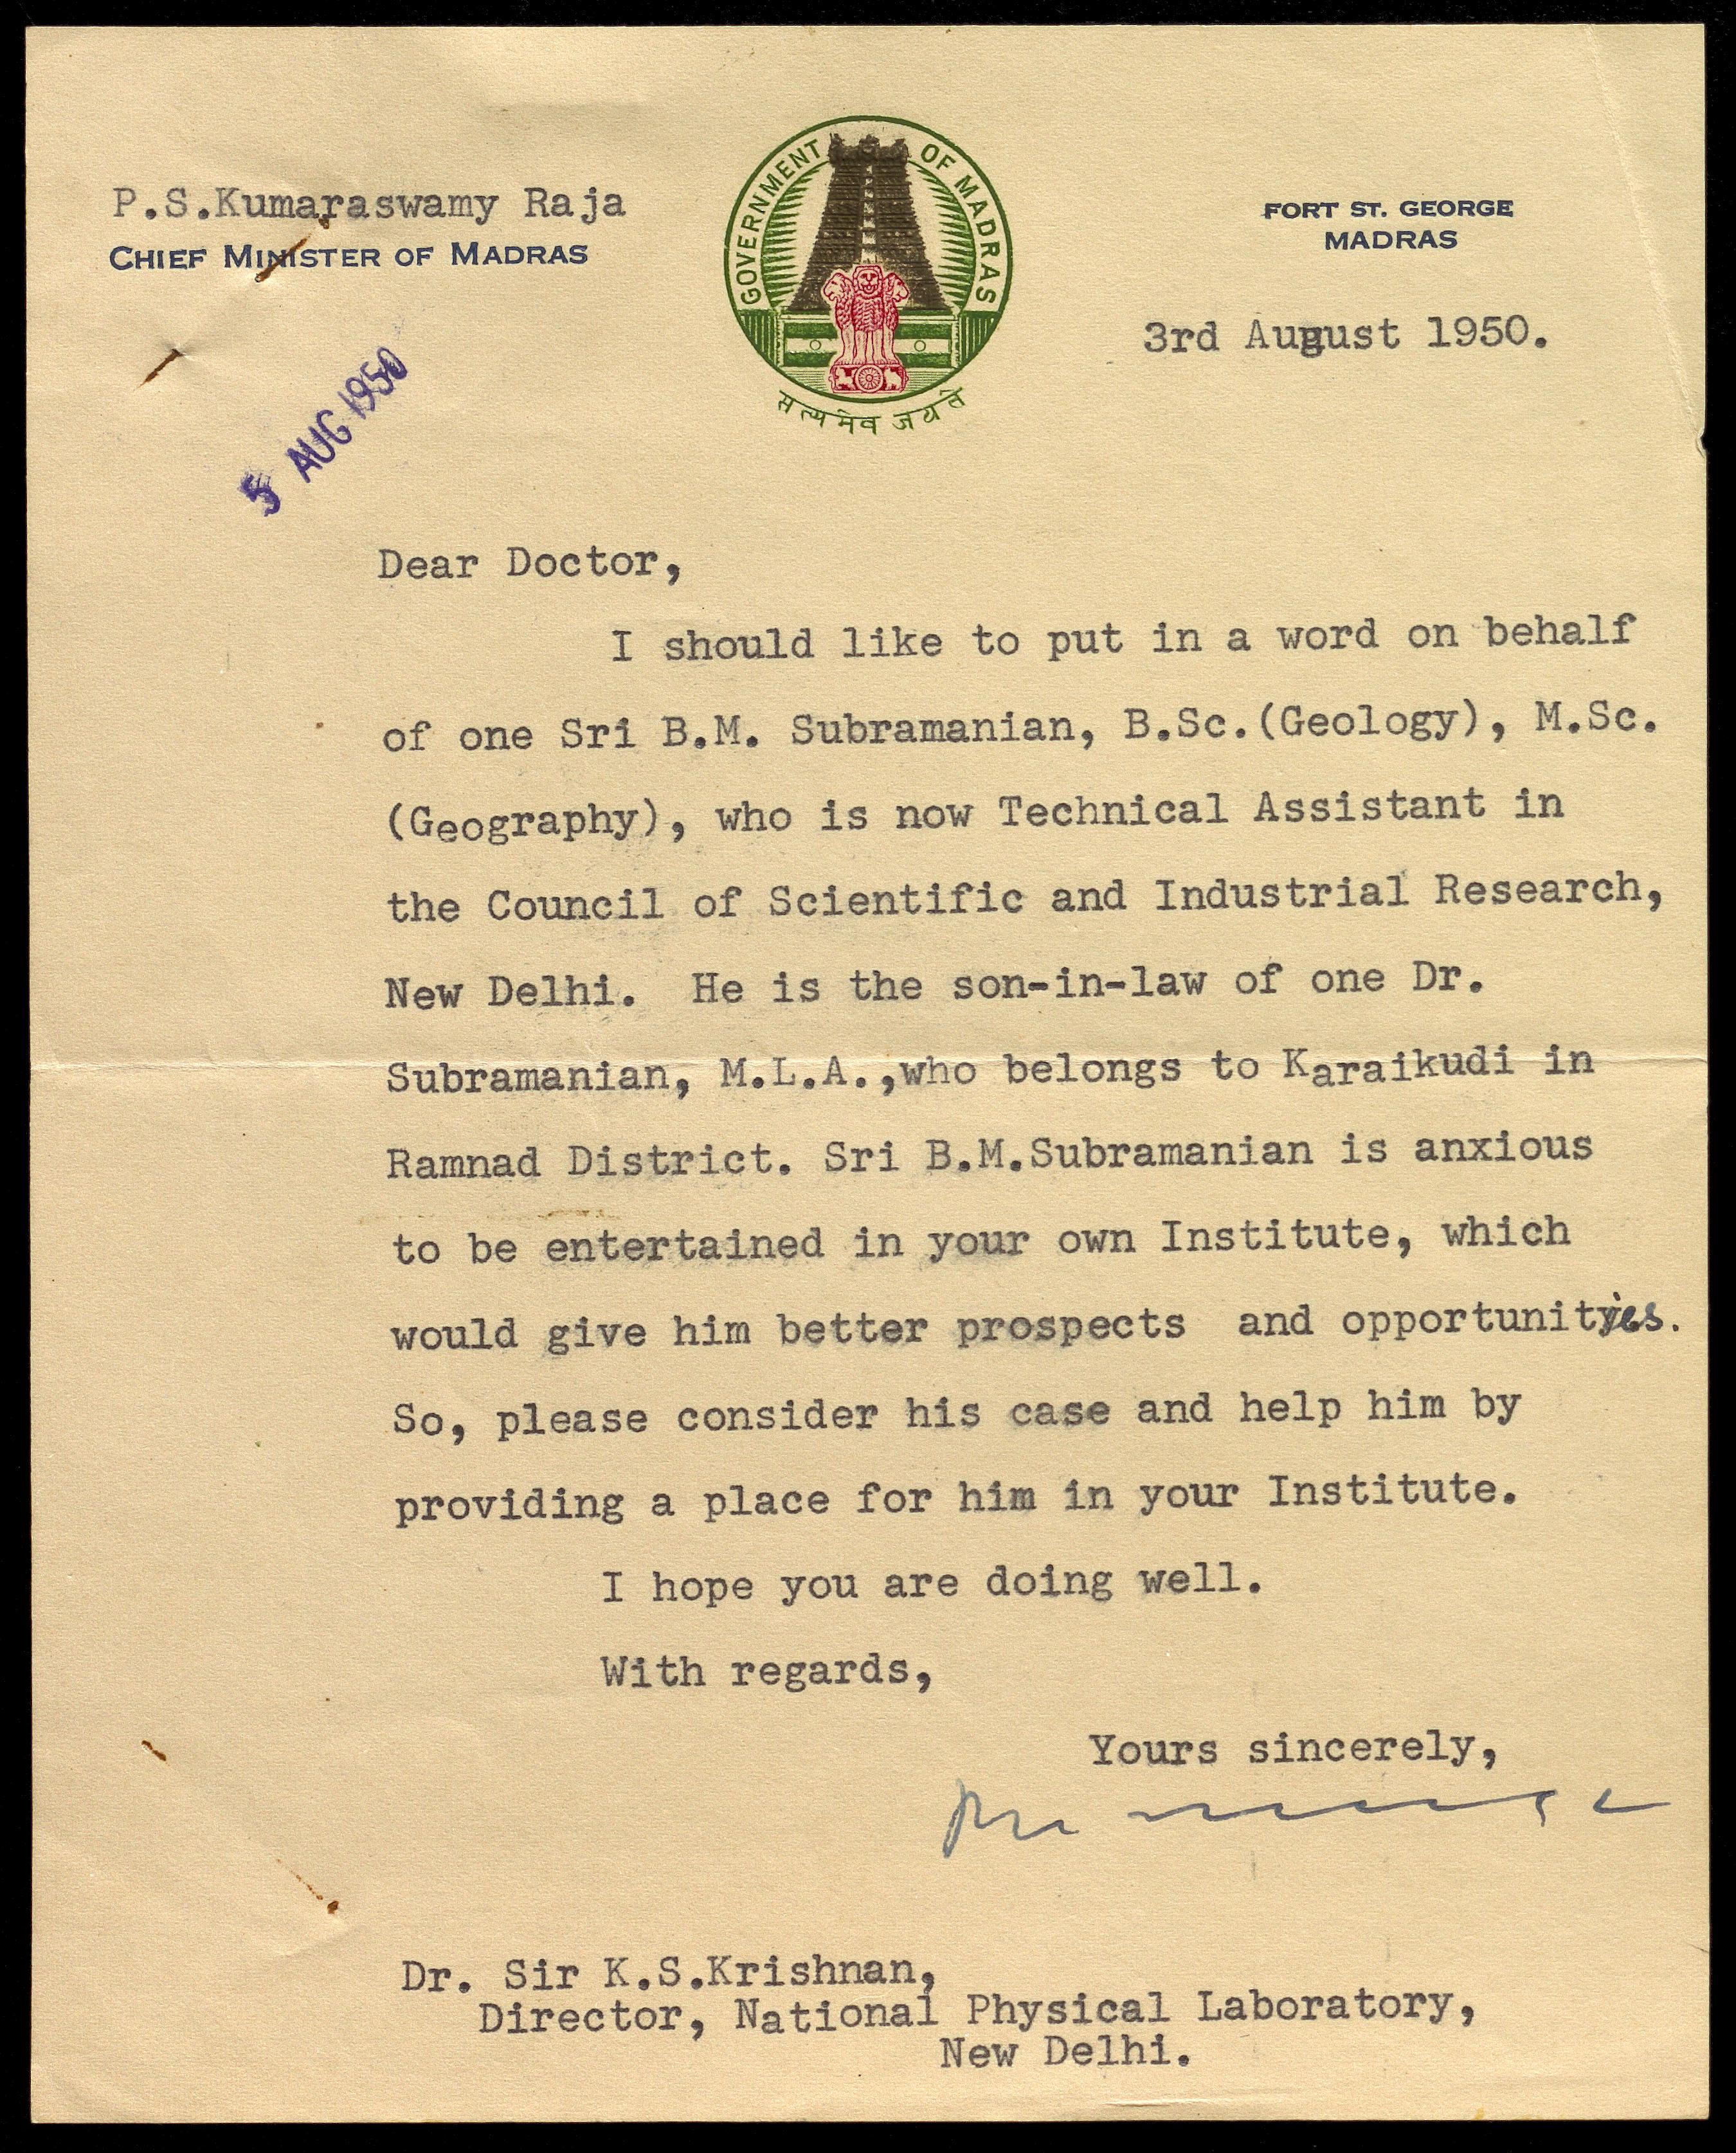 P.S.Kumaraswamy Raja
CHIEF MINISTER OF MADRAS
GOVERNMENT OF MADRAS
सत्यमेव जयते
FORT ST. GEORGE
MADRAS
3rd August 1950.
5 AUG 1950
Dear Doctor,
I should like to put in a word on behalf
of one Sri B.M. Subramanian, B.Sc.(Geology), M.Sc.
(Geography), who is now Technical Assistant in
the Council of Scientific and Industrial Research,
New Delhi. He is the son-in-law of one Dr.
Subramanian, M.L.A.,who belongs to Karaikudi in
Ramnad District. Sri B.M.Subramanian is anxious
to be entertained in your own Institute, which
would give him better prospects and opportunities.
So, please consider his case and help him by
providing a place for him in your Institute.
I hope you are doing well.
With regards,
Yours sincerely,
Dr. Sir K.S.Krishnan,
Director, National Physical Laboratory,
New Delhi.